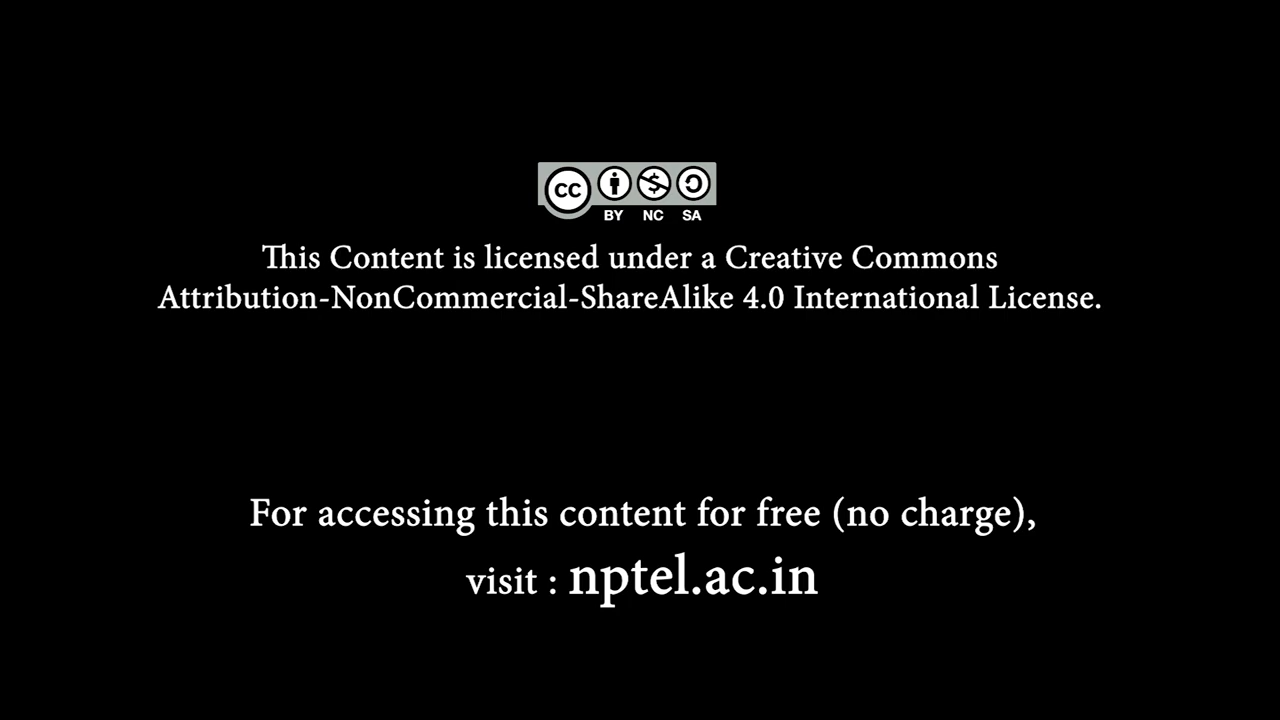 cc
BY NC SA
This Content is licensed under a Creative Commons
Attribution-NonCommercial-ShareAlike 4.0 International License.
For accessing this content for free (no charge),
visit : nptel.ac.in